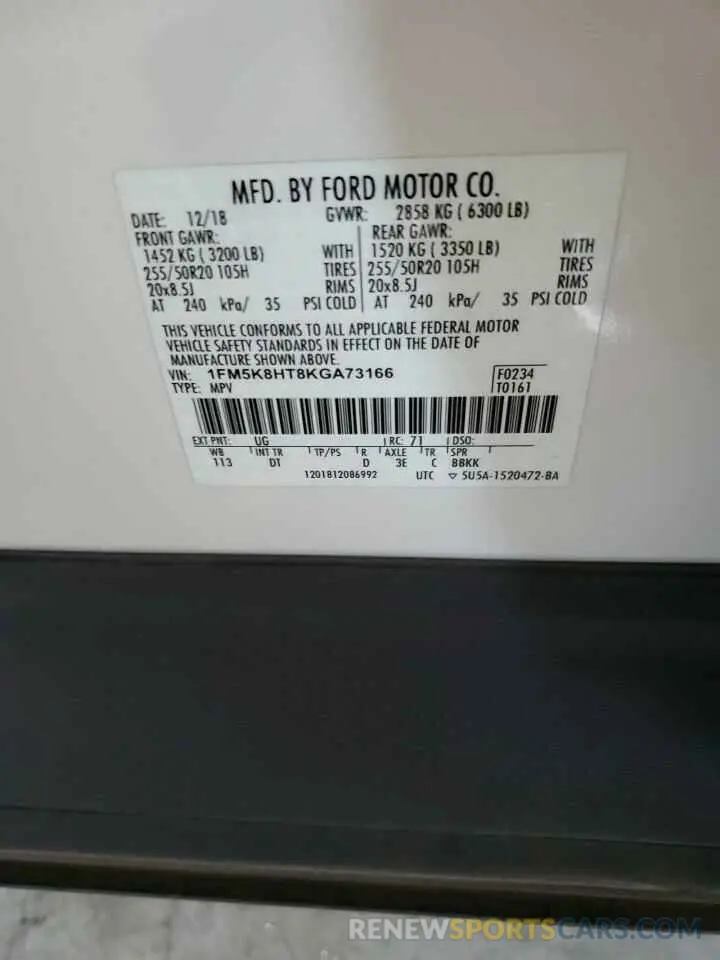 MFD. BY FORD MOTOR CO.
DATE: 12/18 GVWR: 2858 KG ( 6300 LB)
FRONT GAWR: REAR GAWR:
1452 KG ( 3200 LB) WITH 1520 KG ( 3350 LB) WITH
255/50R20 105H TIRES 255/50R20 105H TIRES
20x8.5J RIMS 20x8.5J RIMS
AT 240 kPa/ 35 PSI COLD AT 240 kPa/ 35 PSI COLD
THIS VEHICLE CONFORMS TO ALL APPLICABLE FEDERAL MOTOR
VEHICLE SAFETY STANDARDS IN EFFECT ON THE DATE OF
MANUFACTURE SHOWN ABOVE.
VIN: 1FM5K8HT8KGA73166 F0234
TYPE: MPV T0161
EXT PNT: UG RC: 71 DSO:
WB INT TR TP/PS R AXLE TR SPR
113 DT D 3E C BBKK
1201812086992 UTC ▽ 5U5A-1520472-BA
RENEWSPORTSCARS.COM